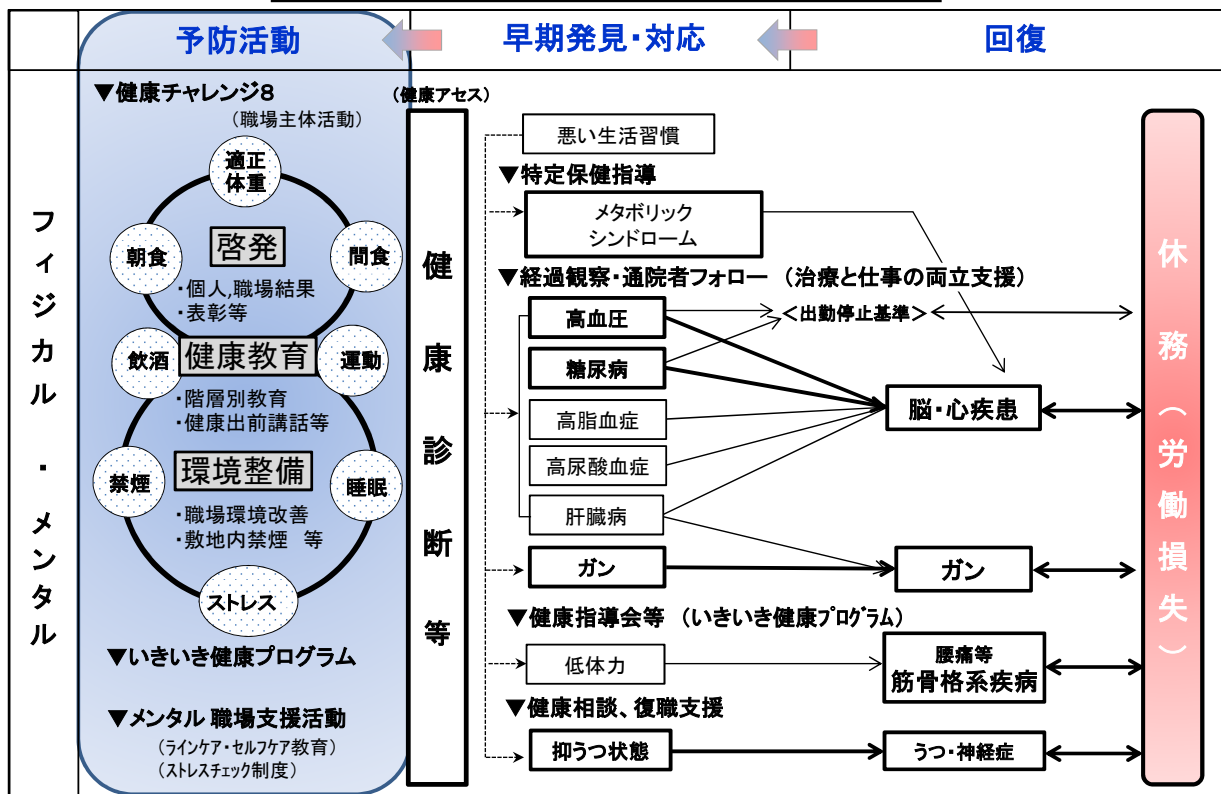 予防活動
早期発見・対応
回復
フィジカル・メンタル
▼健康チャレンジ8
(職場主体活動)
適正
体重
朝食
間食
啓発
・個人,職場結果
・表彰等
飲酒
健康教育
運動
・階層別教育
・健康出前講話等
禁煙
環境整備
睡眠
・職場環境改善
・敷地内禁煙 等
ストレス
▼いきいき健康プログラム
▼メンタル 職場支援活動
(ラインケア・セルフケア教育)
(ストレスチェック制度)
(健康アセス)
健康診断等
悪い生活習慣
▼特定保健指導
メタボリック
シンドローム
▼経過観察・通院者フォロー (治療と仕事の両立支援)
高血圧
<出勤停止基準>
糖尿病
高脂血症
脳・心疾患
高尿酸血症
肝臓病
ガン
ガン
▼健康指導会等 (いきいき健康プログラム)
低体力
腰痛等
筋骨格系疾病
▼健康相談、復職支援
抑うつ状態
うつ・神経症
休務(労働損失)